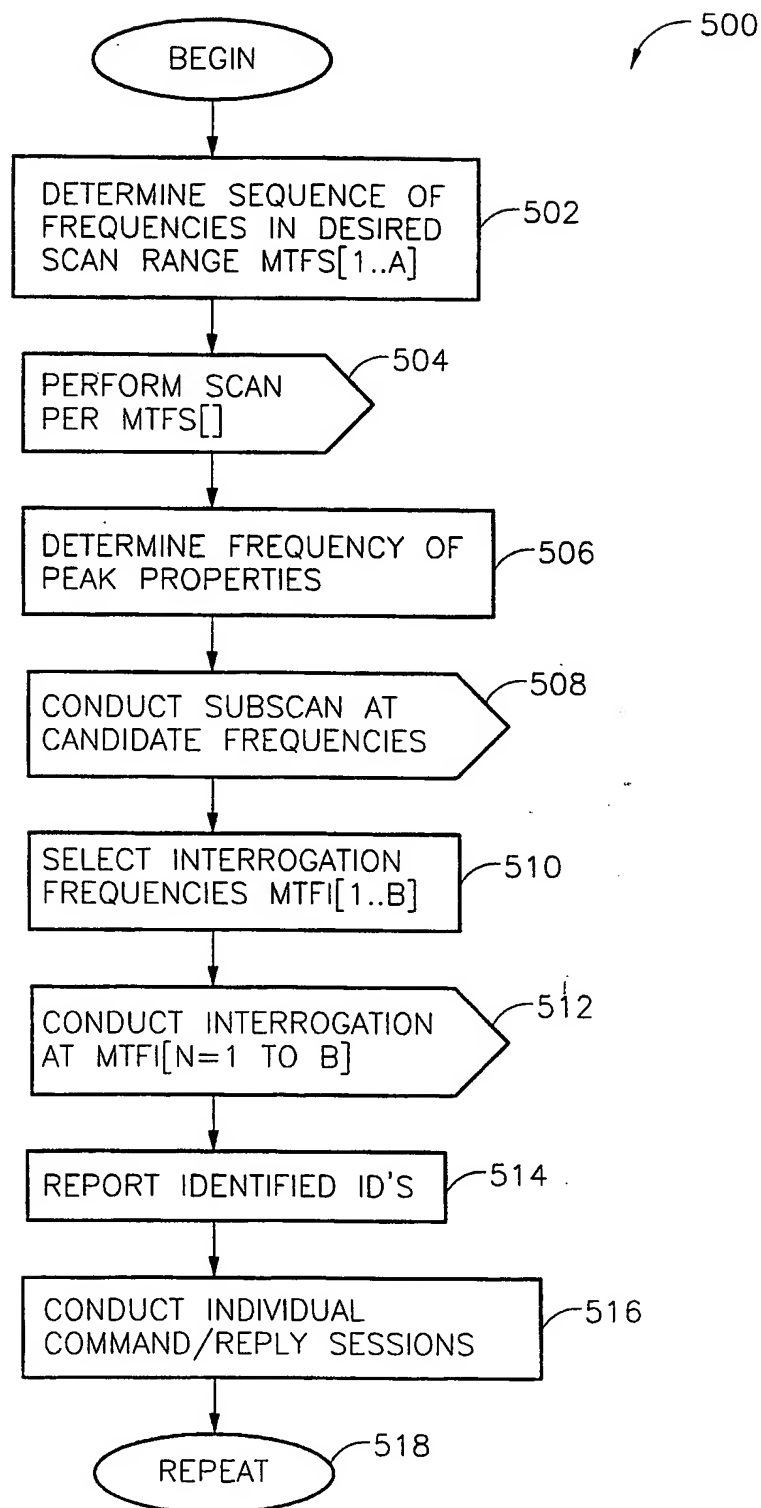 500
BEGIN
DETERMINE SEQUENCE OF
FREQUENCIES IN DESIRED
SCAN RANGE MTFS[1..A]
502
PERFORM SCAN
PER MTFS[]
504
DETERMINE FREQUENCY OF
PEAK PROPERTIES
506
CONDUCT SUBSCAN AT
CANDIDATE FREQUENCIES
508
SELECT INTERROGATION
FREQUENCIES MTFI[1..B]
510
CONDUCT INTERROGATION
AT MTFI[N=1 TO B]
512
REPORT IDENTIFIED ID'S
514
CONDUCT INDIVIDUAL
COMMAND/REPLY SESSIONS
516
REPEAT
518